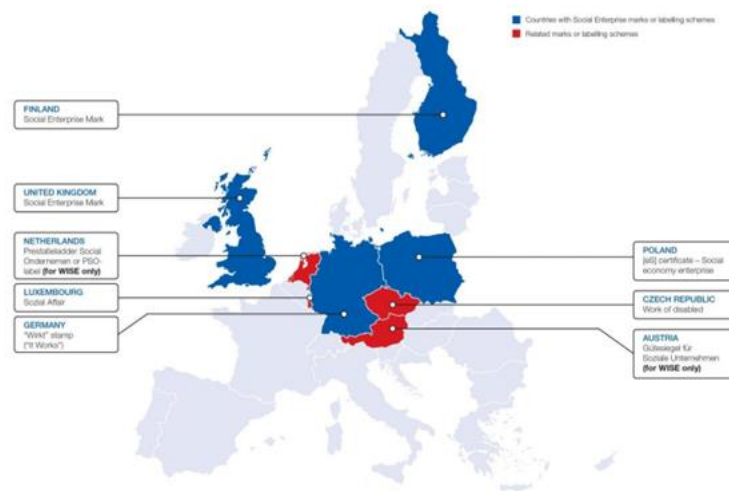 Countries with Social Enterprise marks or labelling schemes
Related marks or labelling schemes
FINLAND
Social Enterprise Mark
UNITED KINGDOM
Social Enterprise Mark
NETHERLANDS
Prestatieladder Social
Ondernemen or PSO-
label (for WISE only)
LUXEMBOURG
Sozial Affair
GERMANY
"Wirkt" stamp
("It Works")
POLAND
[eS] certificate – Social
economy enterprise
CZECH REPUBLIC
Work of disabled
AUSTRIA
Gütesiegel für
Soziale Unternehmen
(for WISE only)